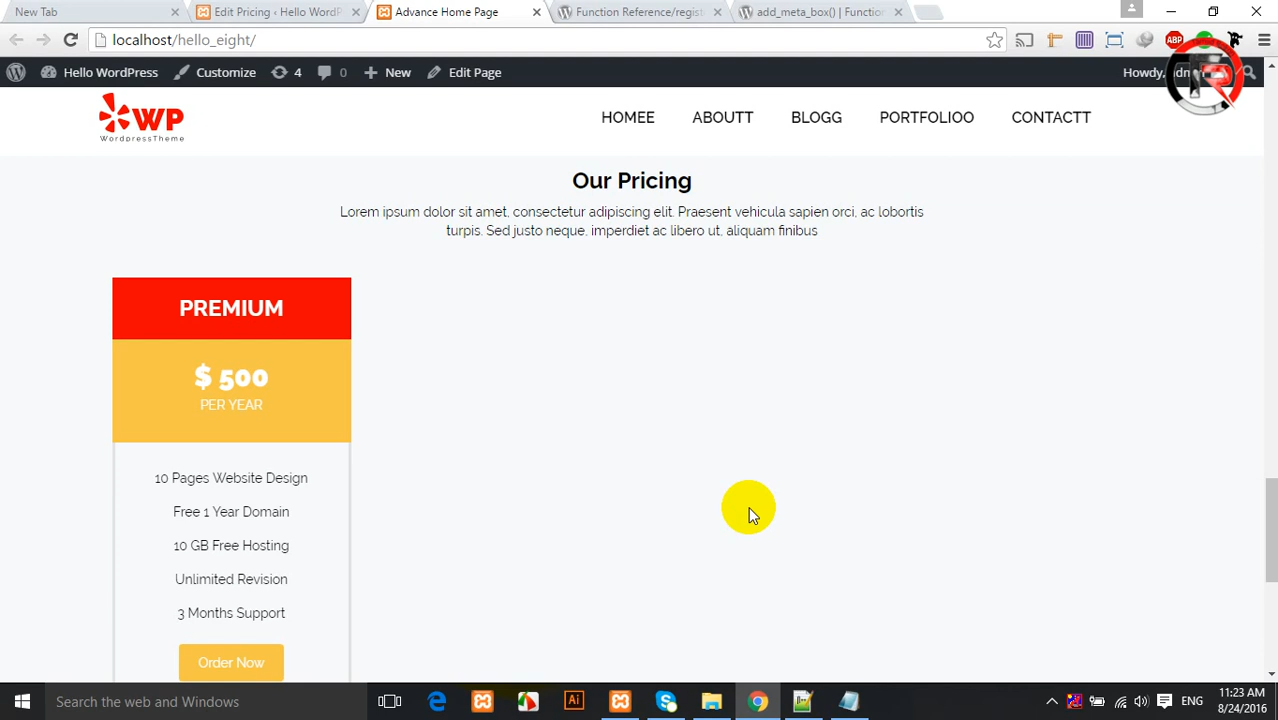 New Tab
Edit Pricing ‹ Hello WordP
Advance Home Page
Function Reference/regist
add_meta_box() | Function
localhost/hello_eight/
ABP
Hello WordPress
Customize
4
0
New
Edit Page
Howdy,
WP
WordpressTheme
HOMEE
ABOUTT
BLOGG
PORTFOLIOO
CONTACTT
Our Pricing
Lorem ipsum dolor sit amet, consectetur adipiscing elit. Praesent vehicula sapien orci, ac lobortis
turpis. Sed justo neque, imperdiet ac libero ut, aliquam finibus
PREMIUM
$ 500
PER YEAR
10 Pages Website Design
Free 1 Year Domain
10 GB Free Hosting
Unlimited Revision
3 Months Support
Order Now
Search the web and Windows
Ai
ENG
11:23 AM
8/24/2016